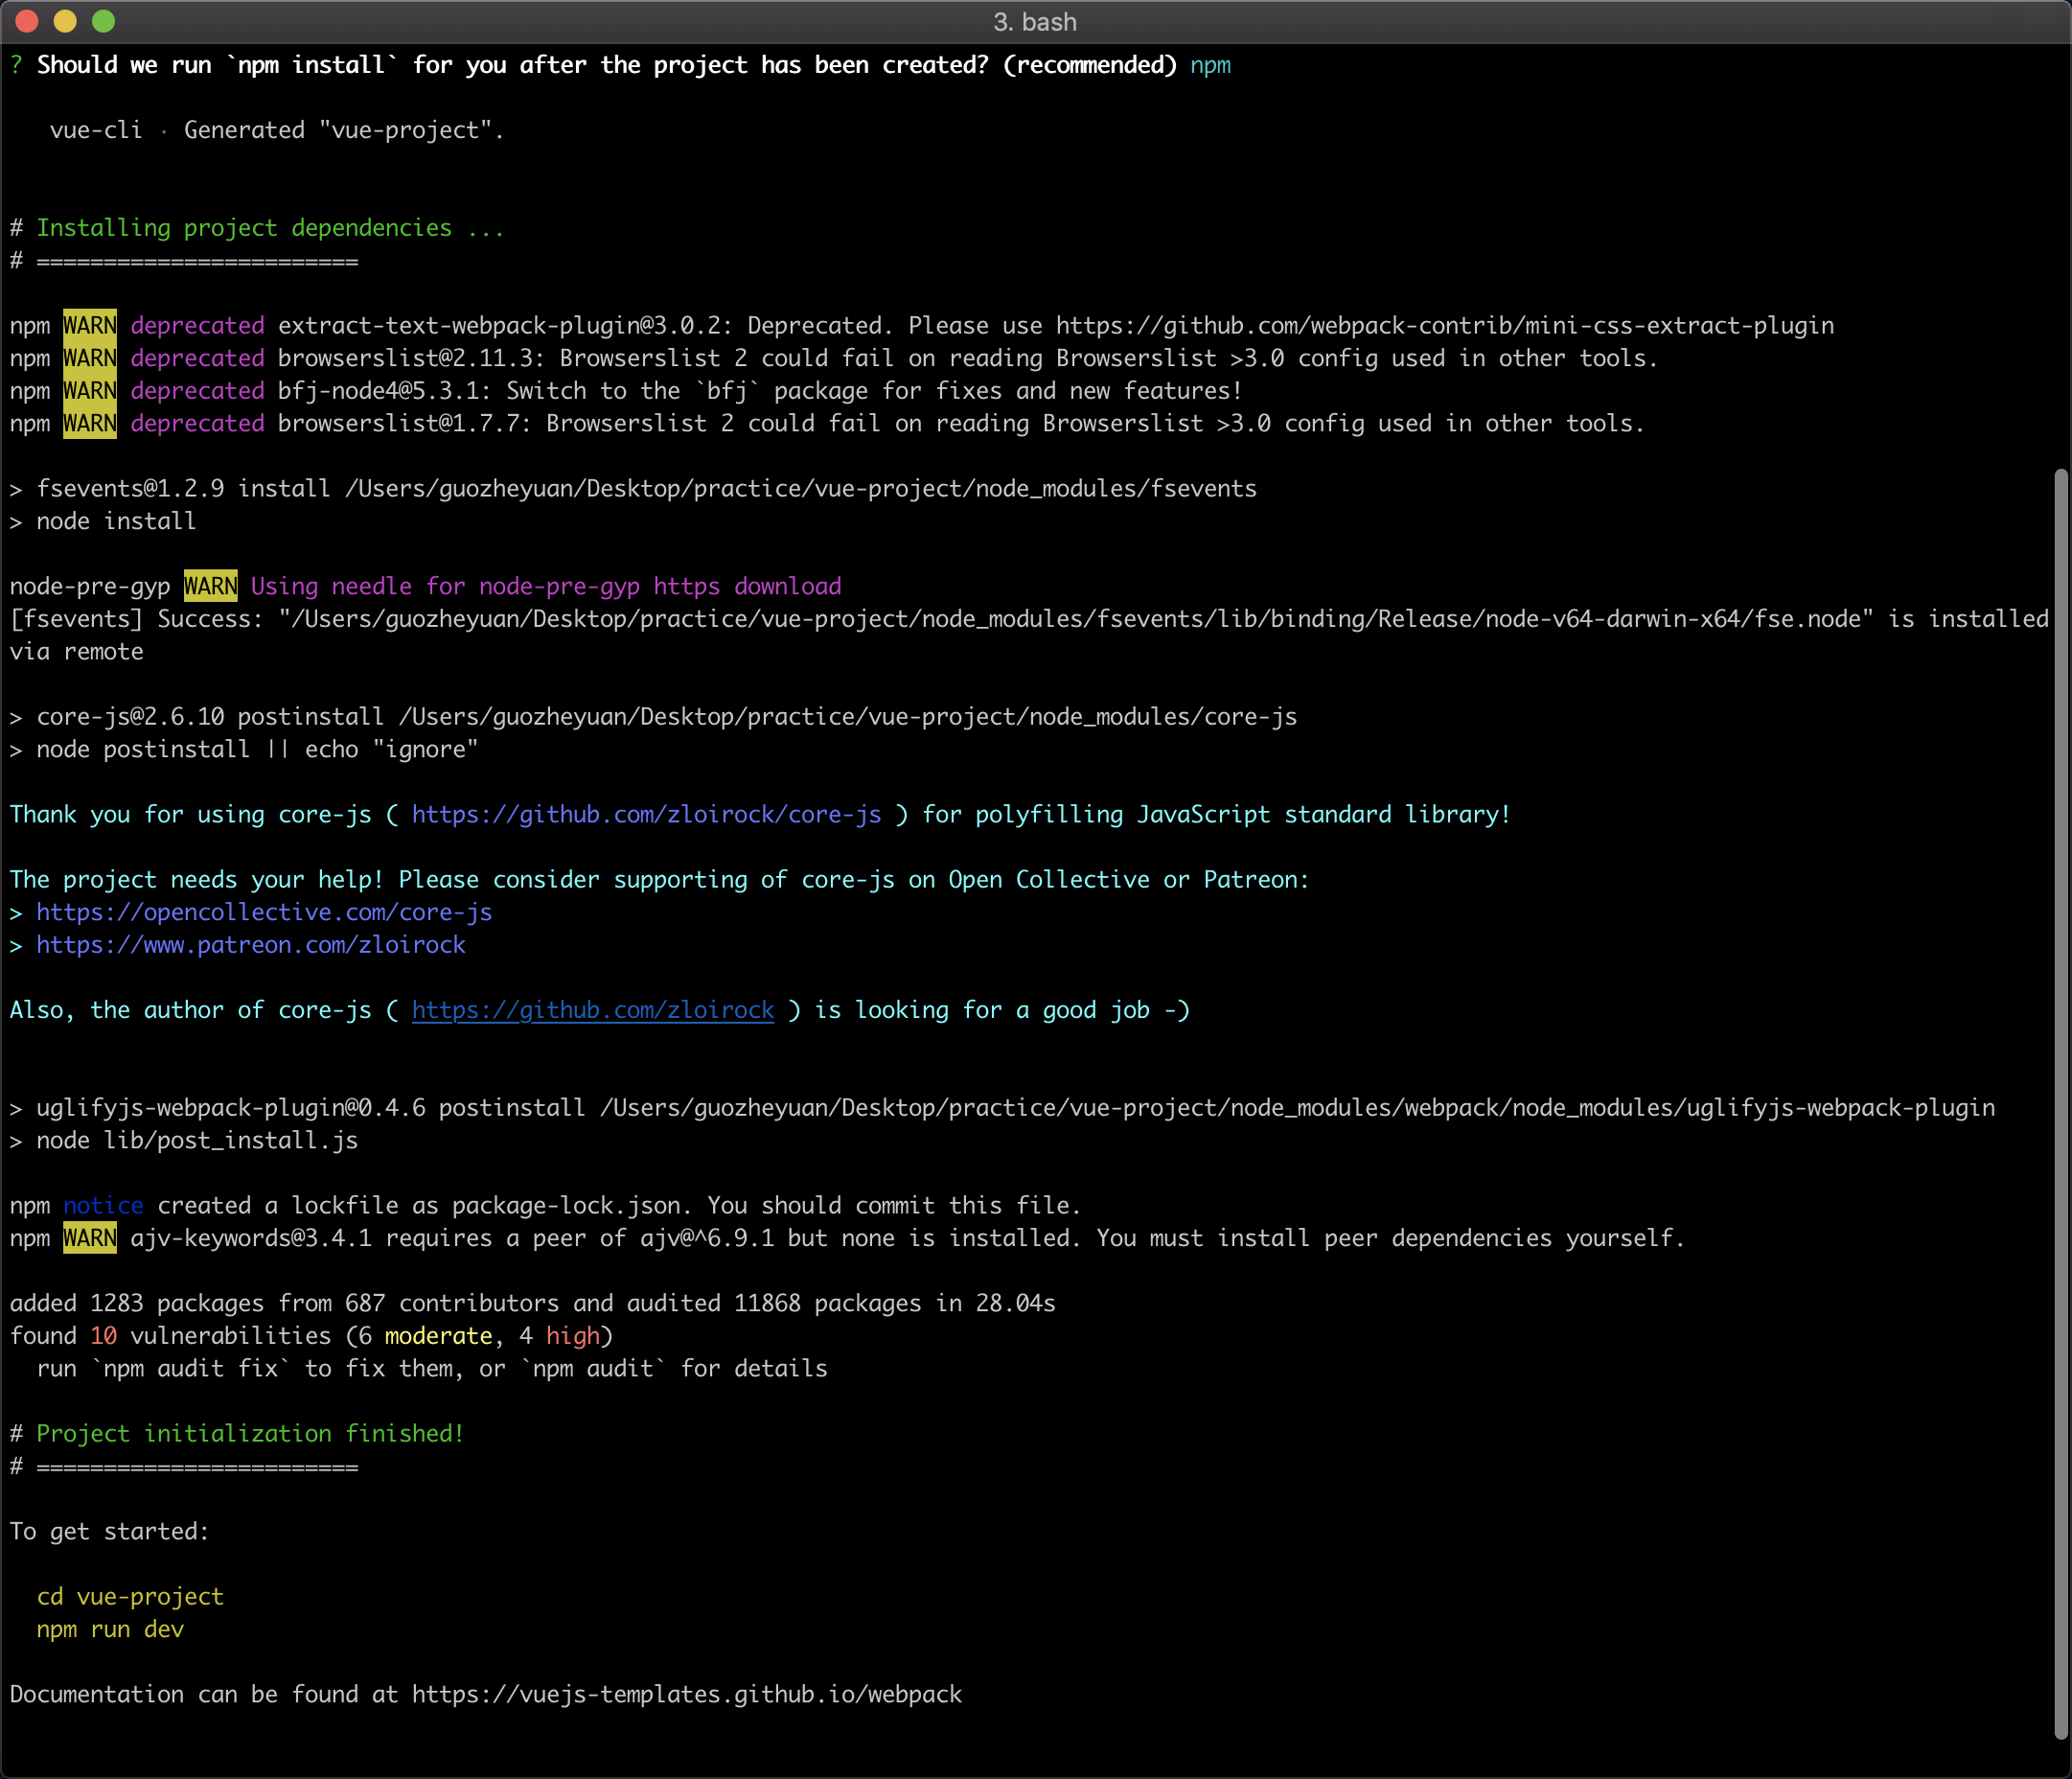 3. bash
? Should we run `npm install` for you after the project has been created? (recommended) npm
vue-cli · Generated "vue-project".
# Installing project dependencies ...
# ========================
npm WARN deprecated extract-text-webpack-plugin@3.0.2: Deprecated. Please use https://github.com/webpack-contrib/mini-css-extract-plugin
npm WARN deprecated browserslist@2.11.3: Browserslist 2 could fail on reading Browserslist >3.0 config used in other tools.
npm WARN deprecated bfj-node4@5.3.1: Switch to the `bfj` package for fixes and new features!
npm WARN deprecated browserslist@1.7.7: Browserslist 2 could fail on reading Browserslist >3.0 config used in other tools.
> fsevents@1.2.9 install /Users/guozheyuan/Desktop/practice/vue-project/node_modules/fsevents
> node install
node-pre-gyp WARN Using needle for node-pre-gyp https download
[fsevents] Success: "/Users/guozheyuan/Desktop/practice/vue-project/node_modules/fsevents/lib/binding/Release/node-v64-darwin-x64/fse.node" is installed
via remote
> core-js@2.6.10 postinstall /Users/guozheyuan/Desktop/practice/vue-project/node_modules/core-js
> node postinstall || echo "ignore"
Thank you for using core-js ( https://github.com/zloirock/core-js ) for polyfilling JavaScript standard library!
The project needs your help! Please consider supporting of core-js on Open Collective or Patreon:
> https://opencollective.com/core-js
> https://www.patreon.com/zloirock
Also, the author of core-js ( https://github.com/zloirock ) is looking for a good job -)
> uglifyjs-webpack-plugin@0.4.6 postinstall /Users/guozheyuan/Desktop/practice/vue-project/node_modules/webpack/node_modules/uglifyjs-webpack-plugin
> node lib/post_install.js
npm notice created a lockfile as package-lock.json. You should commit this file.
npm WARN ajv-keywords@3.4.1 requires a peer of ajv@^6.9.1 but none is installed. You must install peer dependencies yourself.
added 1283 packages from 687 contributors and audited 11868 packages in 28.04s
found 10 vulnerabilities (6 moderate, 4 high)
run `npm audit fix` to fix them, or `npm audit` for details
# Project initialization finished!
# ========================
To get started:
cd vue-project
npm run dev
Documentation can be found at https://vuejs-templates.github.io/webpack